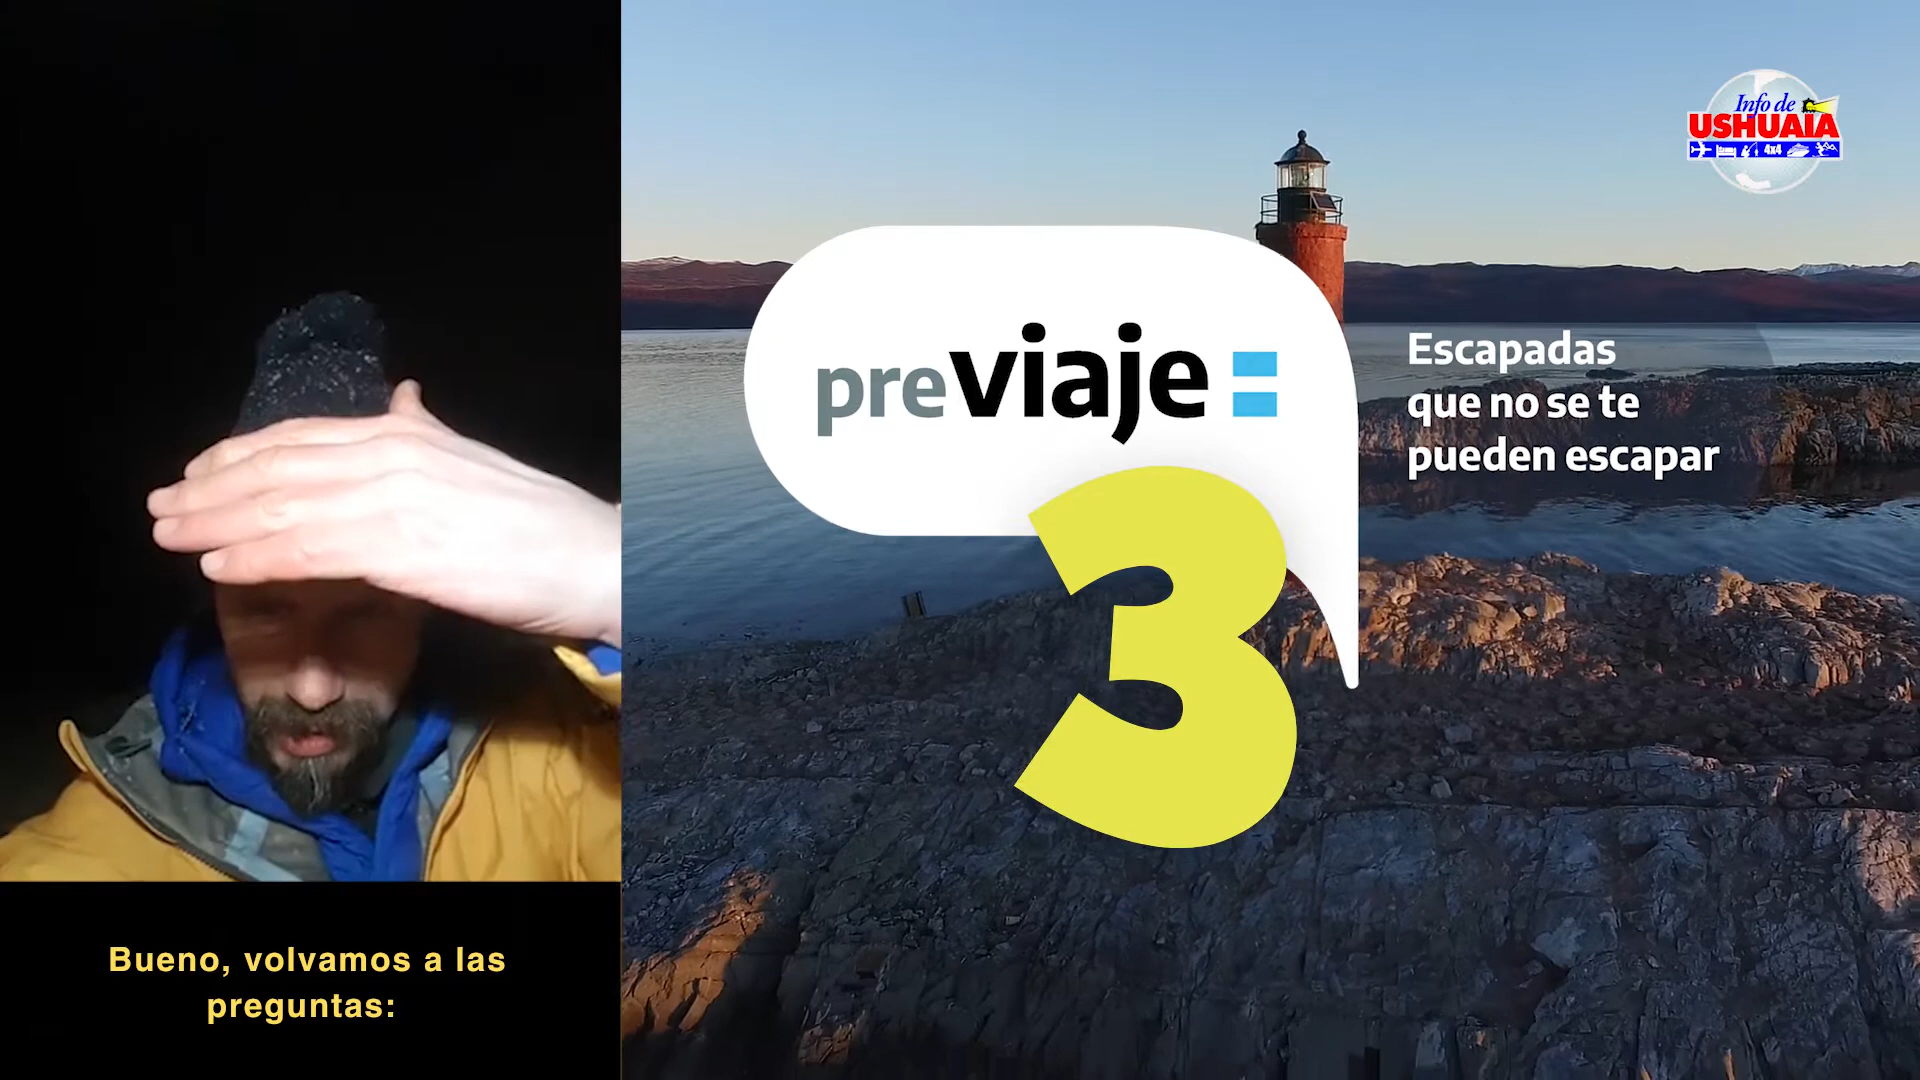 Info de
USHUAIA
4x4
previaje
3
Escapadas
que no se te
pueden escapar
Bueno, volvamos a las
preguntas: